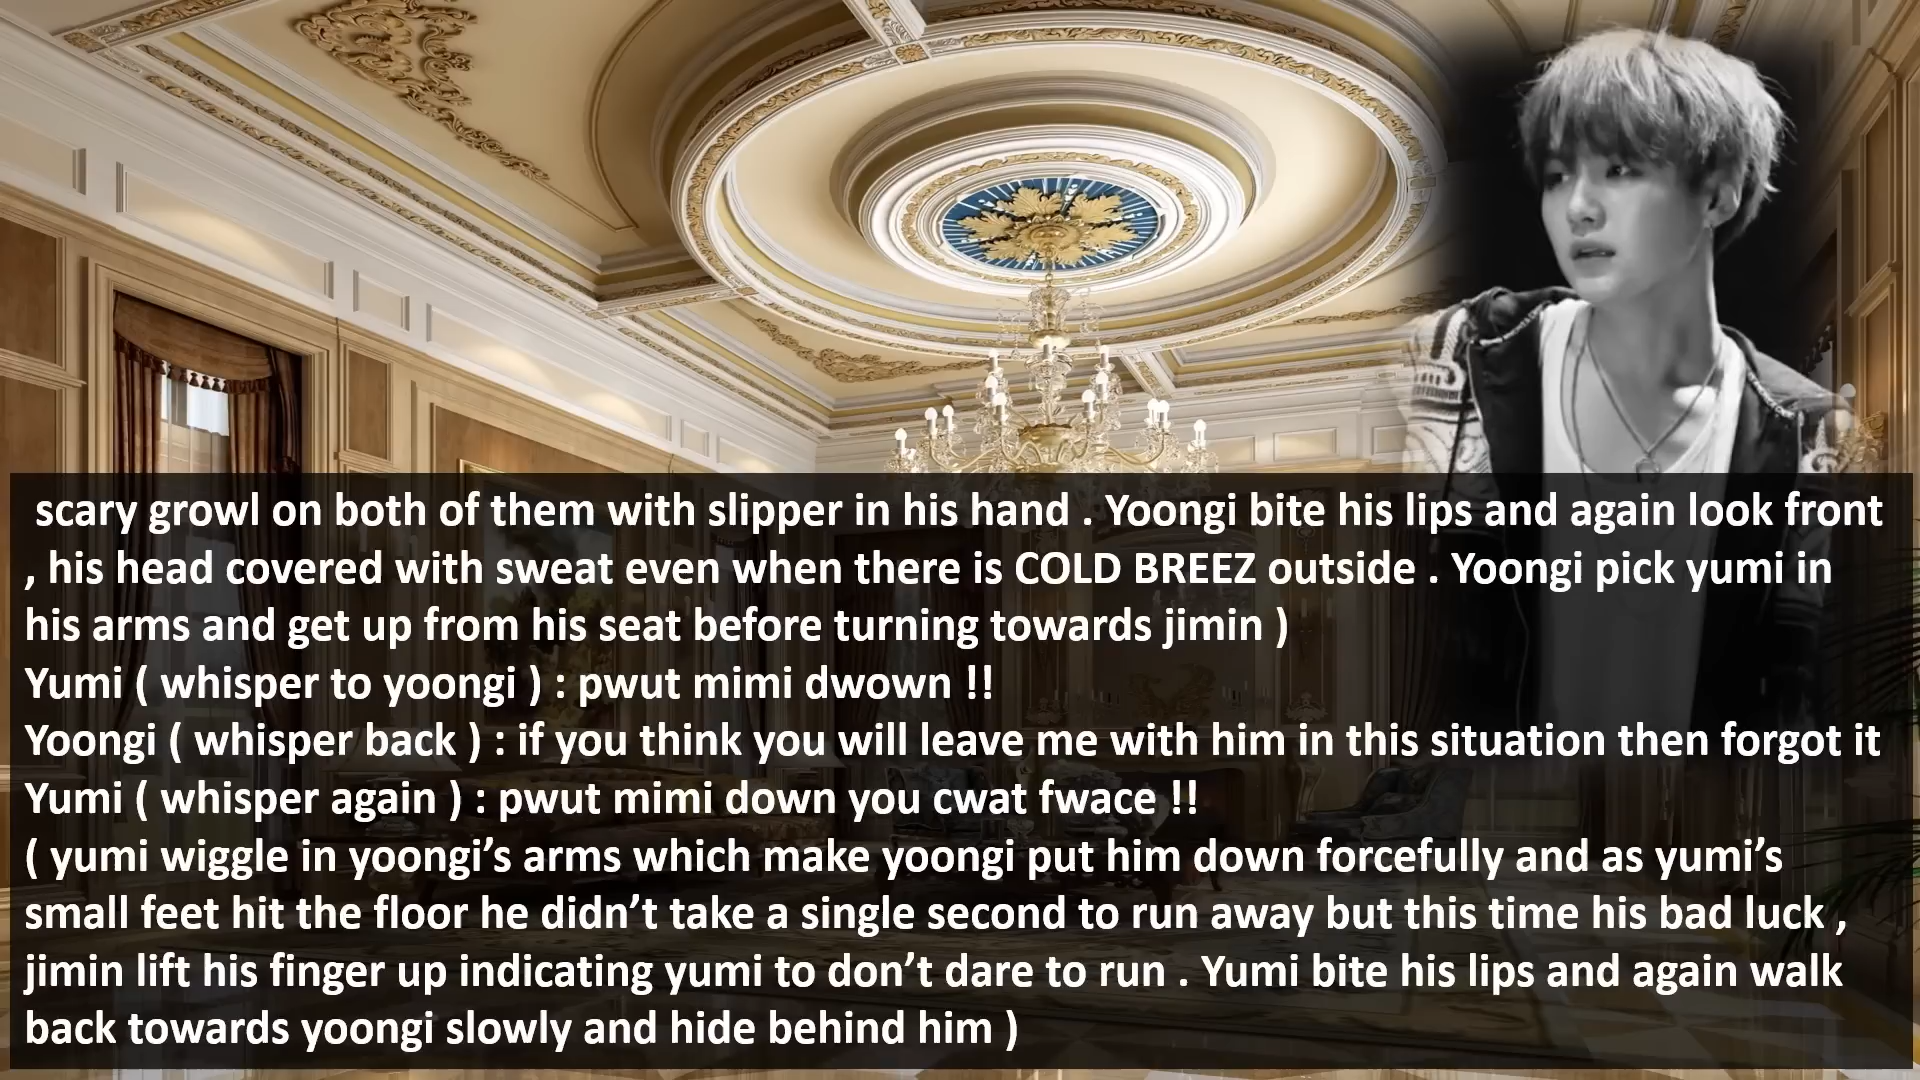 scary growl on both of them with slipper in his hand . Yoongi bite his lips and again look front
, his head covered with sweat even when there is COLD BREEZ outside . Yoongi pick yumi in
his arms and get up from his seat before turning towards jimin )
Yumi ( whisper to yoongi ) : pwut mimi dwown !!
Yoongi ( whisper back ) : if you think you will leave me with him in this situation then forgot it
Yumi ( whisper again ) : pwut mimi down you cwat fwace !!
( yumi wiggle in yoongi’s arms which make yoongi put him down forcefully and as yumi’s
small feet hit the floor he didn’t take a single second to run away but this time his bad luck ,
jimin lift his finger up indicating yumi to don’t dare to run . Yumi bite his lips and again walk
back towards yoongi slowly and hide behind him )